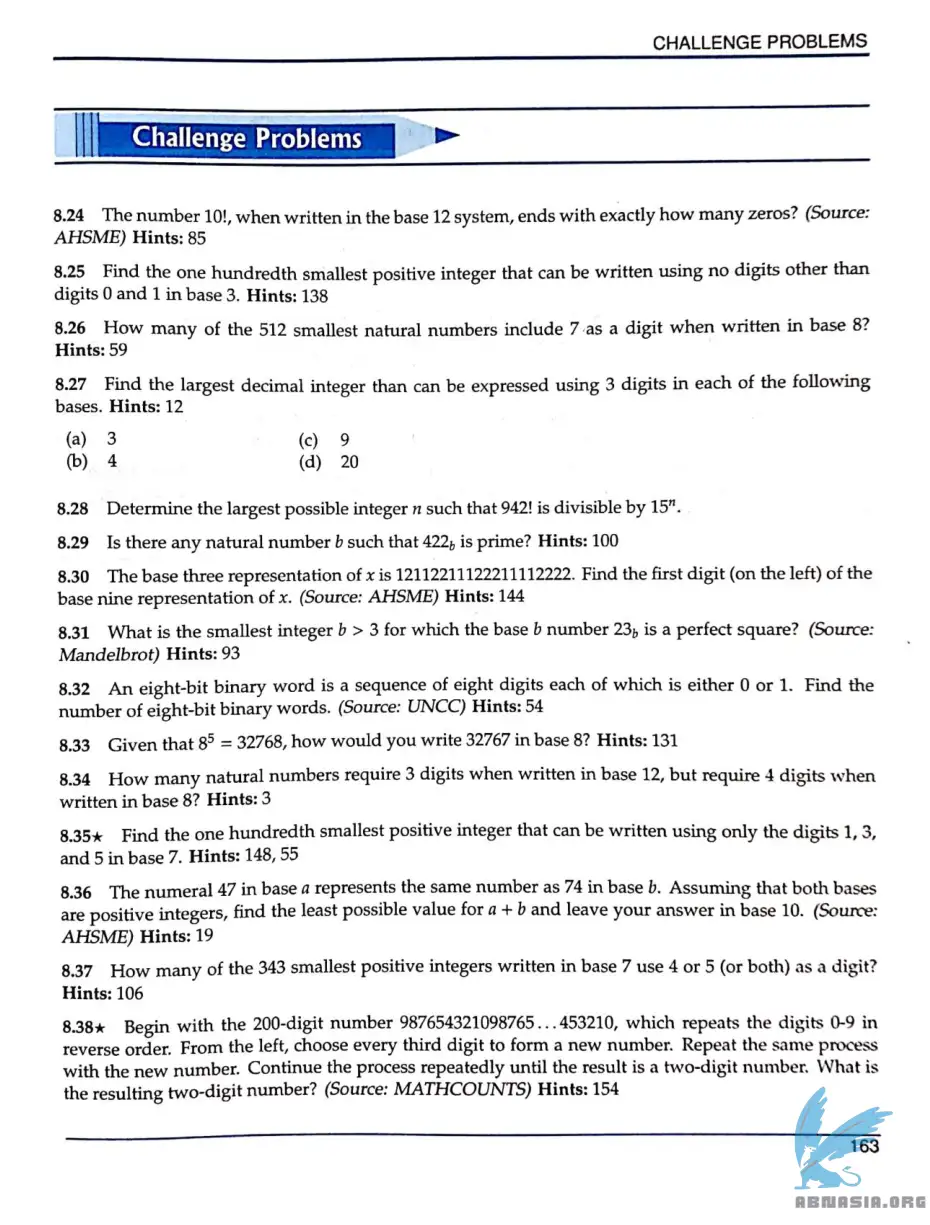 CHALLENGE PROBLEMS
Challenge Problems
8.24 The number 10!, when written in the base 12 system, ends with exactly how many zeros? (Source:
AHSME) Hints: 85
8.25 Find the one hundredth smallest positive integer that can be written using no digits other than
digits 0 and 1 in base 3. Hints: 138
8.26 How many of the 512 smallest natural numbers include 7 as a digit when written in base 8?
Hints: 59
8.27 Find the largest decimal integer than can be expressed using 3 digits in each of the following
bases. Hints: 12
(a) 3 (c) 9
(b) 4 (d) 20
8.28 Determine the largest possible integer n such that 942! is divisible by 15ⁿ.
8.29 Is there any natural number b such that 422_b is prime? Hints: 100
8.30 The base three representation of x is 12112211122211112222. Find the first digit (on the left) of the
base nine representation of x. (Source: AHSME) Hints: 144
8.31 What is the smallest integer b > 3 for which the base b number 23_b is a perfect square? (Source:
Mandelbrot) Hints: 93
8.32 An eight-bit binary word is a sequence of eight digits each of which is either 0 or 1. Find the
number of eight-bit binary words. (Source: UNCC) Hints: 54
8.33 Given that 8⁵ = 32768, how would you write 32767 in base 8? Hints: 131
8.34 How many natural numbers require 3 digits when written in base 12, but require 4 digits when
written in base 8? Hints: 3
8.35★ Find the one hundredth smallest positive integer that can be written using only the digits 1, 3,
and 5 in base 7. Hints: 148, 55
8.36 The numeral 47 in base a represents the same number as 74 in base b. Assuming that both bases
are positive integers, find the least possible value for a + b and leave your answer in base 10. (Source:
AHSME) Hints: 19
8.37 How many of the 343 smallest positive integers written in base 7 use 4 or 5 (or both) as a digit?
Hints: 106
8.38★ Begin with the 200-digit number 987654321098765...453210, which repeats the digits 0-9 in
reverse order. From the left, choose every third digit to form a new number. Repeat the same process
with the new number. Continue the process repeatedly until the result is a two-digit number. What is
the resulting two-digit number? (Source: MATHCOUNTS) Hints: 154
163
ABNASIA.ORG